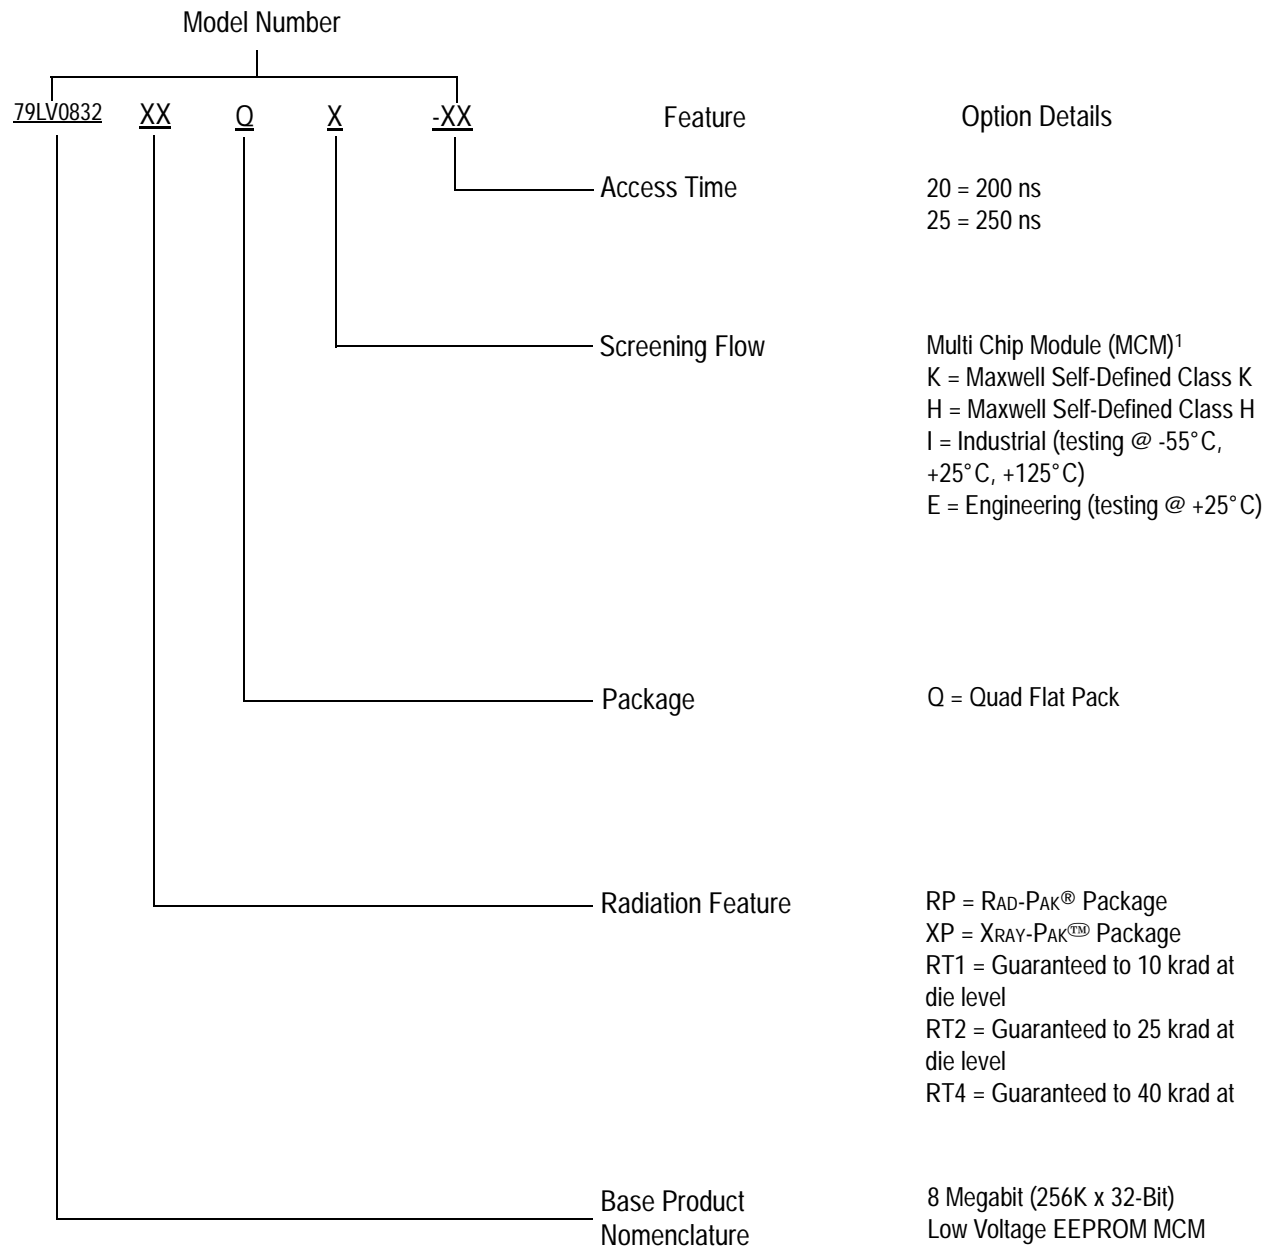 Model Number
79LV0832 XX Q X -XX Feature Option Details
Access Time 20 = 200 ns
25 = 250 ns
Screening Flow Multi Chip Module (MCM)1
K = Maxwell Self-Defined Class K
H = Maxwell Self-Defined Class H
I = Industrial (testing @ -55°C,
+25°C, +125°C)
E = Engineering (testing @ +25°C)
Package Q = Quad Flat Pack
Radiation Feature RP = RAD-PAK® Package
XP = XRAY-PAK™ Package
RT1 = Guaranteed to 10 krad at
die level
RT2 = Guaranteed to 25 krad at
die level
RT4 = Guaranteed to 40 krad at
Base Product 8 Megabit (256K x 32-Bit)
Nomenclature Low Voltage EEPROM MCM